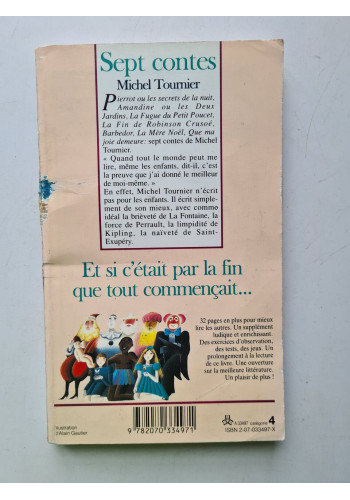 Sept contes
Michel Tournier
Pierrot ou les secrets de la nuit,
Amandine ou les Deux
Jardins, La Fugue du Petit Poucet,
La Fin de Robinson Crusoé,
Barbedor, La Mère Noël, Que ma
joie demeure: sept contes de Michel
Tournier.
« Quand tout le monde peut me
lire, même les enfants, dit-il, c'est
la preuve que j'ai donné le meilleur
de moi-même. »
En effet, Michel Tournier n'écrit
pas pour les enfants. Il écrit simple-
ment de son mieux, avec comme
idéal la brièveté de La Fontaine, la
force de Perrault, la limpidité de
Kipling, la naïveté de Saint-
Exupéry.
Et si c'était par la fin
que tout commençait...
32 pages en plus pour mieux
lire les autres. Un supplément
ludique et enrichissant.
Des exercices d'observation,
des tests, des jeux. Un
prolongement à la lecture
de ce livre. Une ouverture
sur la meilleure littérature.
Un plaisir de plus !
Illustration
d'Alain Gauthier
9 782070 334971
A 33497 catégorie 4
ISBN 2-07-033497-X